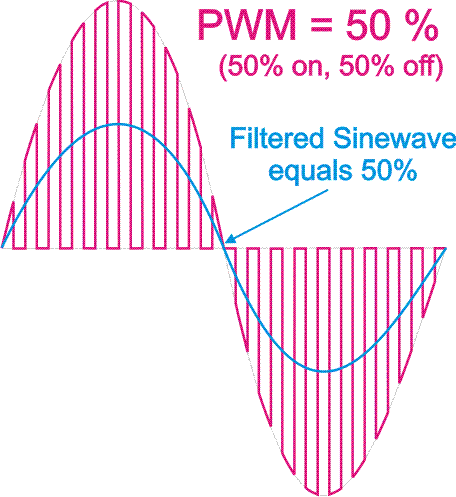 PWM = 50 %
(50% on, 50% off)
Filtered Sinewave
equals 50%